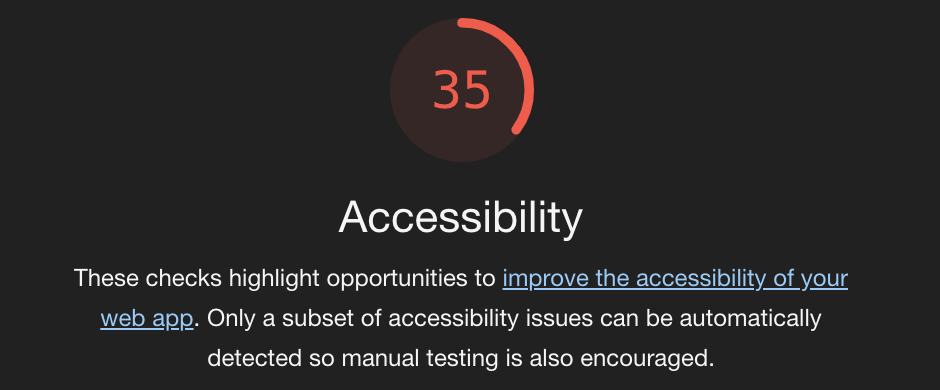 35
Accessibility
These checks highlight opportunities to improve the accessibility of your
web app. Only a subset of accessibility issues can be automatically
detected so manual testing is also encouraged.